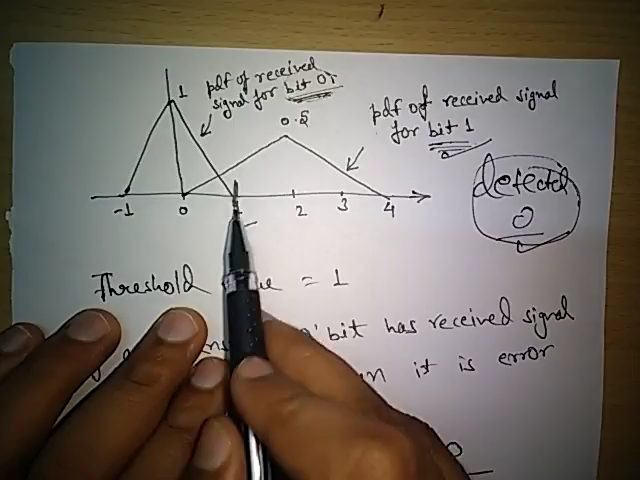 1
pdf of received
signal for bit 0:
0.5
pdf of received signal
for bit 1
detected
0
-1 0 2 3 4
Threshold = 1
bit has received signal
it is error